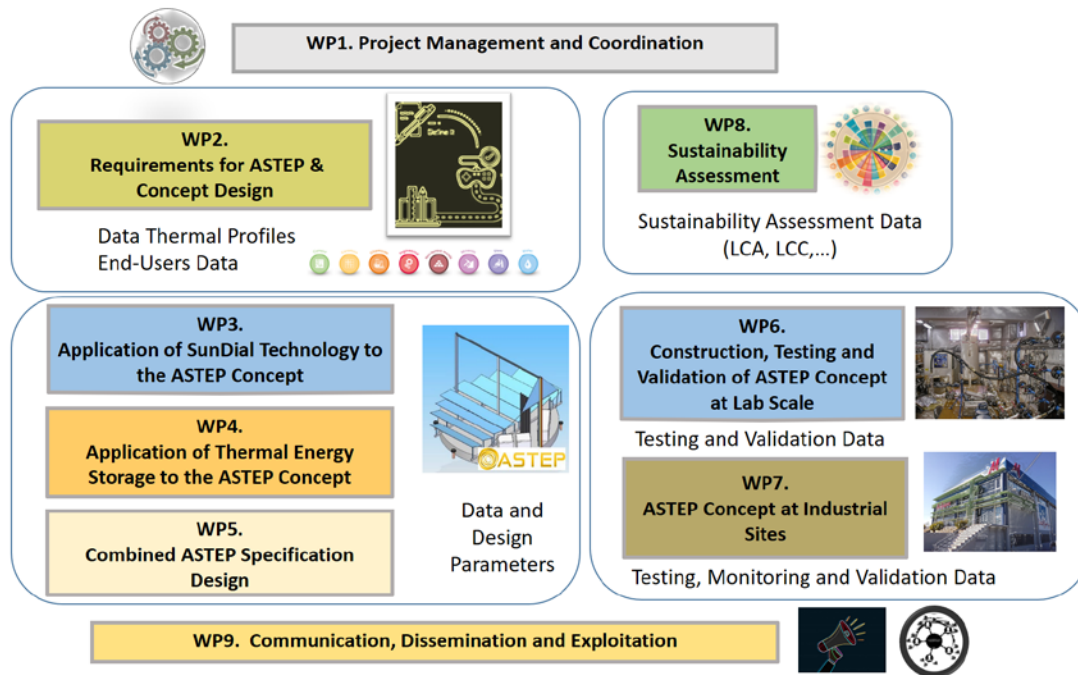 WP1. Project Management and Coordination
WP2.
Requirements for ASTEP &
Concept Design
Data Thermal Profiles
End-Users Data
WP8.
Sustainability
Assessment
Sustainability Assessment Data
(LCA, LCC,...)
WP3.
Application of SunDial Technology to
the ASTEP Concept
WP4.
Application of Thermal Energy
Storage to the ASTEP Concept
WP5.
Combined ASTEP Specification
Design
ASTEP
Data and
Design
Parameters
WP6.
Construction, Testing and
Validation of ASTEP Concept
at Lab Scale
Testing and Validation Data
WP7.
ASTEP Concept at Industrial
Sites
Testing, Monitoring and Validation Data
WP9. Communication, Dissemination and Exploitation